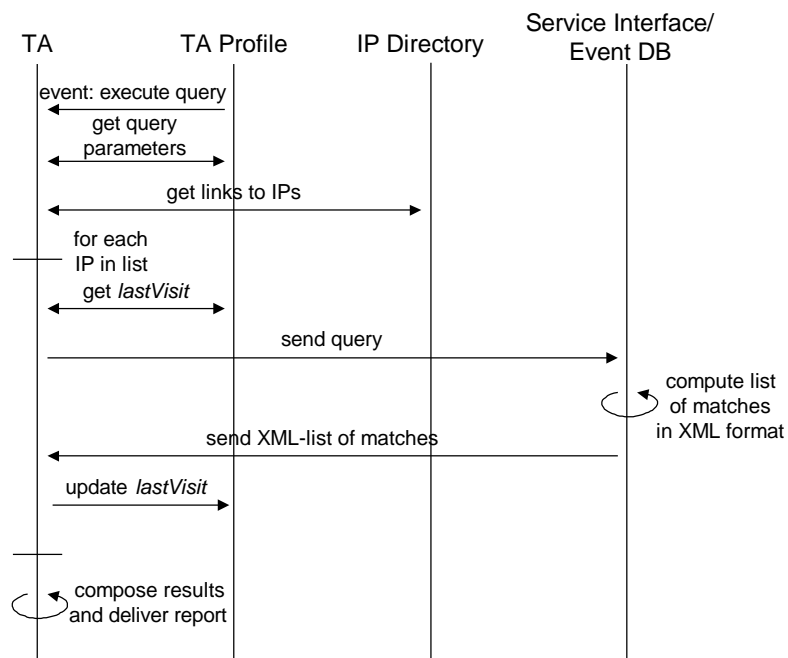 TA
TA Profile
IP Directory
Service Interface/
Event DB
event: execute query
get query
parameters
get links to IPs
for each
IP in list
get lastVisit
send query
compute list
of matches
in XML format
send XML-list of matches
update lastVisit
compose results
and deliver report